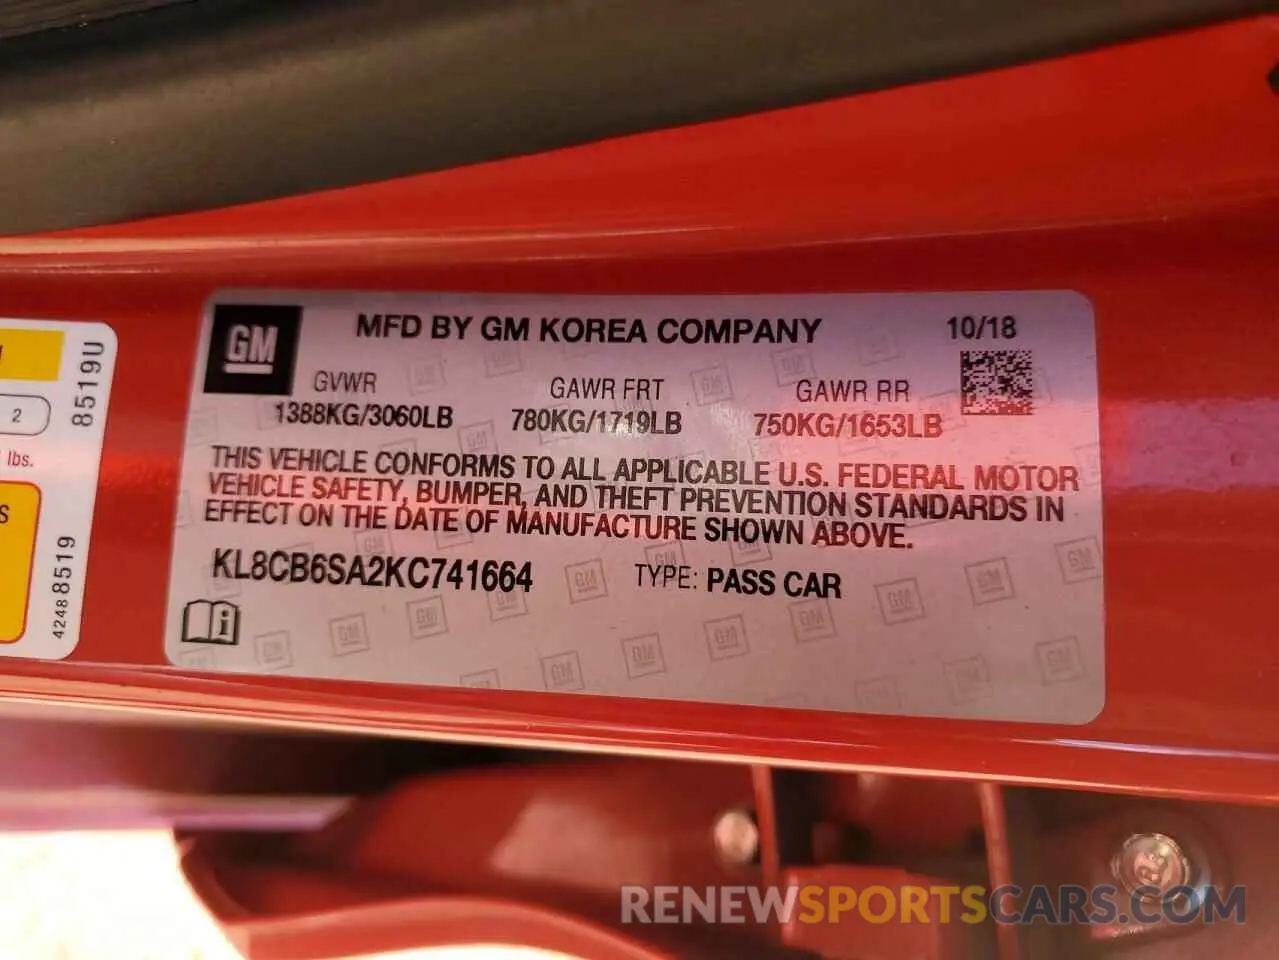 GM MFD BY GM KOREA COMPANY 10/18
GVWR GAWR FRT GAWR RR
1388KG/3060LB 780KG/1719LB 750KG/1653LB
THIS VEHICLE CONFORMS TO ALL APPLICABLE U.S. FEDERAL MOTOR
VEHICLE SAFETY, BUMPER, AND THEFT PREVENTION STANDARDS IN
EFFECT ON THE DATE OF MANUFACTURE SHOWN ABOVE.
KL8CB6SA2KC741664 TYPE: PASS CAR
8519U
2
lbs.
S
42488519
RENEWSPORTSCARS.COM